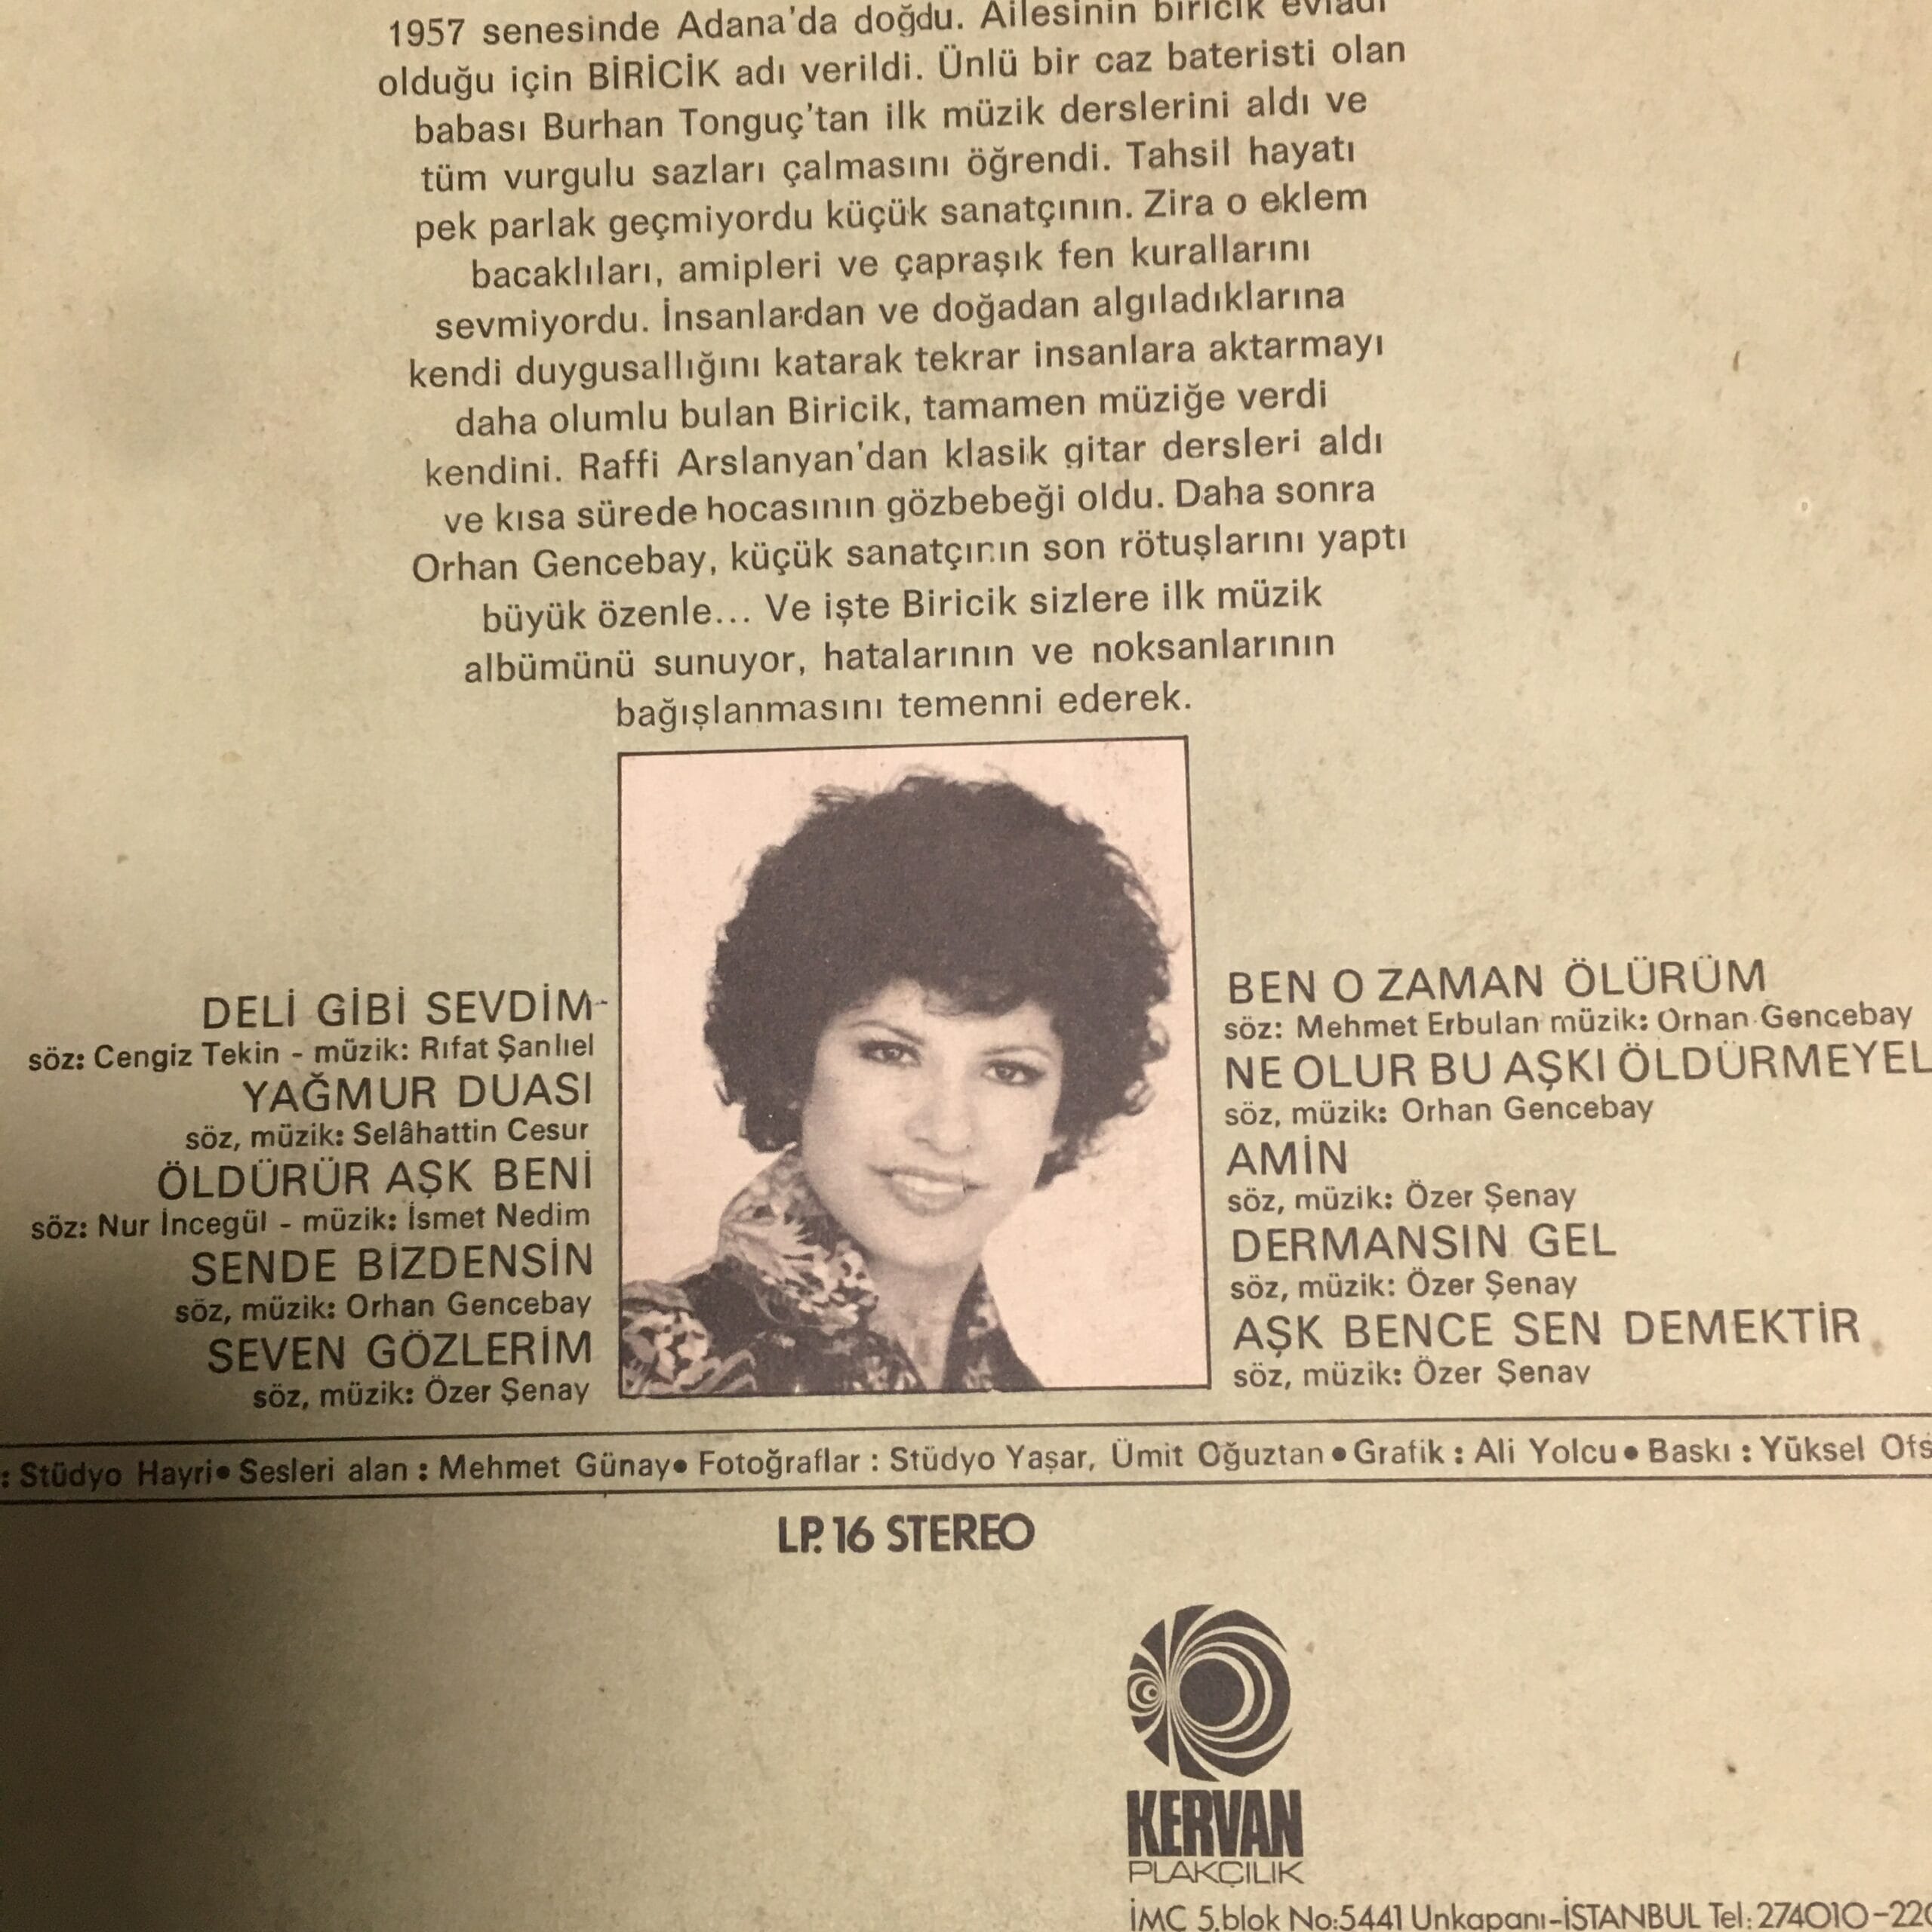 1957 senesinde Adana'da doğdu. Ailesinin biricik evladı
olduğu için BİRİCİK adı verildi. Ünlü bir caz bateristi olan
babası Burhan Tonguç'tan ilk müzik derslerini aldı ve
tüm vurgulu sazları çalmasını öğrendi. Tahsil hayatı
pek parlak geçmiyordu küçük sanatçının. Zira o eklem
bacaklıları, amipleri ve çapraşık fen kurallarını
sevmiyordu. İnsanlardan ve doğadan algıladıklarına
kendi duygusallığını katarak tekrar insanlara aktarmayı
daha olumlu bulan Biricik, tamamen müziğe verdi
kendini. Raffi Arslanyan'dan klasik gitar dersleri aldı
ve kısa sürede hocasının gözbebeği oldu. Daha sonra
Orhan Gencebay, küçük sanatçının son rötuşlarını yaptı
büyük özenle... Ve işte Biricik sizlere ilk müzik
albümünü sunuyor, hatalarının ve noksanlarının
bağışlanmasını temenni ederek.
DELİ GİBİ SEVDİM
söz: Cengiz Tekin - müzik: Rıfat Şanlıel
YAĞMUR DUASI
söz, müzik: Selâhattin Cesur
ÖLDÜRÜR AŞK BENİ
söz: Nur İncegül - müzik: İsmet Nedim
SENDE BİZDENSİN
söz, müzik: Orhan Gencebay
SEVEN GÖZLERİM
söz, müzik: Özer Şenay
BEN O ZAMAN ÖLÜRÜM
söz: Mehmet Erbulan müzik: Orhan Gencebay
NE OLUR BU AŞKI ÖLDÜRMEYEL
söz, müzik: Orhan Gencebay
AMİN
söz, müzik: Özer Şenay
DERMANSIN GEL
söz, müzik: Özer Şenay
AŞK BENCE SEN DEMEKTİR
söz, müzik: Özer Şenay
: Stüdyo Hayri• Sesleri alan : Mehmet Günay• Fotoğraflar : Stüdyo Yaşar, Ümit Oğuztan • Grafik : Ali Yolcu • Baskı : Yüksel Ofs
LP. 16 STEREO
KERVAN
PLAKÇILIK
İMC 5.blok No:5441 Unkapanı-İSTANBUL Tel: 274010-22